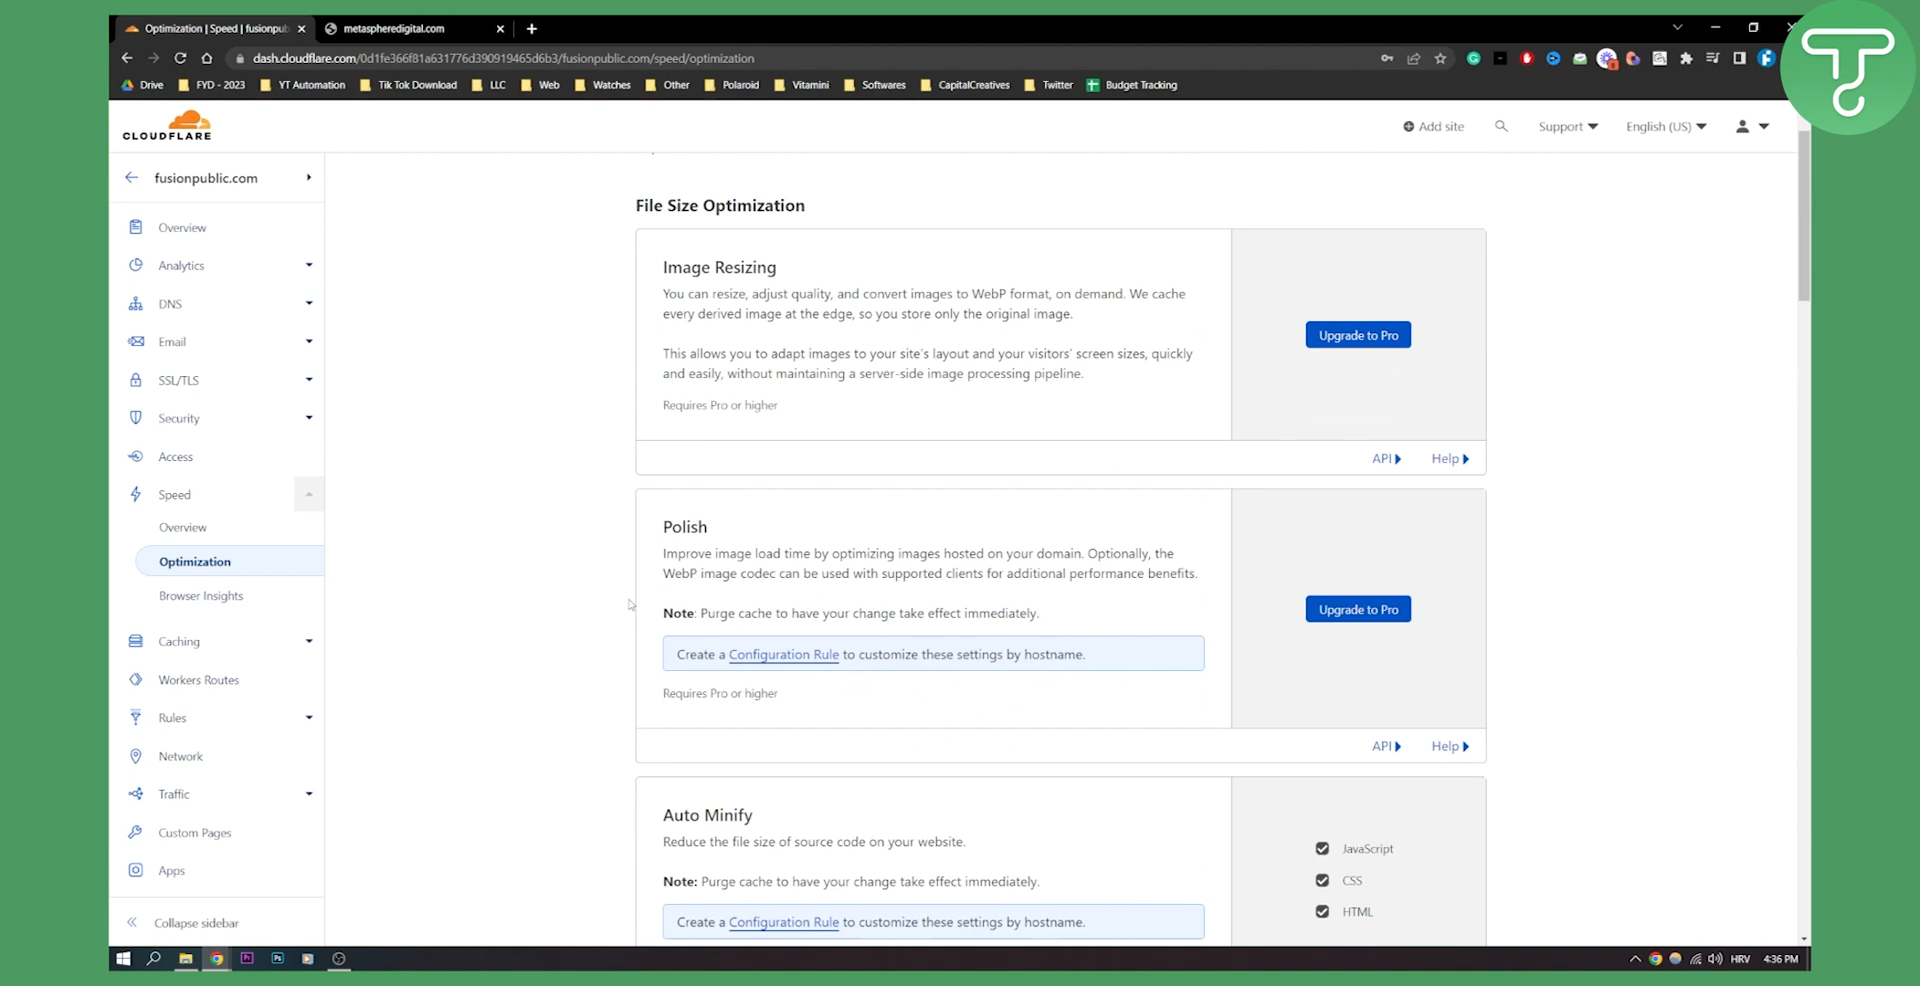 Optimization | Speed | fusionpub
metaspheredigital.com
dash.cloudflare.com/0d1fe366f81a631776d390919465d6b3/fusionpublic.com/speed/optimization
Drive FYD - 2023 YT Automation Tik Tok Download LLC Web Watches Other Polaroid Vitamini Softwares CapitalCreatives Twitter Budget Tracking
CLOUDFLARE
Add site Support English (US)
fusionpublic.com
Overview
Analytics
DNS
Email
SSL/TLS
Security
Access
Speed
Overview
Optimization
Browser Insights
Caching
Workers Routes
Rules
Network
Traffic
Custom Pages
Apps
Collapse sidebar
File Size Optimization
Image Resizing
You can resize, adjust quality, and convert images to WebP format, on demand. We cache
every derived image at the edge, so you store only the original image.
This allows you to adapt images to your site's layout and your visitors' screen sizes, quickly
and easily, without maintaining a server-side image processing pipeline.
Requires Pro or higher
Upgrade to Pro
API Help
Polish
Improve image load time by optimizing images hosted on your domain. Optionally, the
WebP image codec can be used with supported clients for additional performance benefits.
Note: Purge cache to have your change take effect immediately.
Create a Configuration Rule to customize these settings by hostname.
Requires Pro or higher
Upgrade to Pro
API Help
Auto Minify
Reduce the file size of source code on your website.
Note: Purge cache to have your change take effect immediately.
Create a Configuration Rule to customize these settings by hostname.
JavaScript
CSS
HTML
HRV 4:36 PM